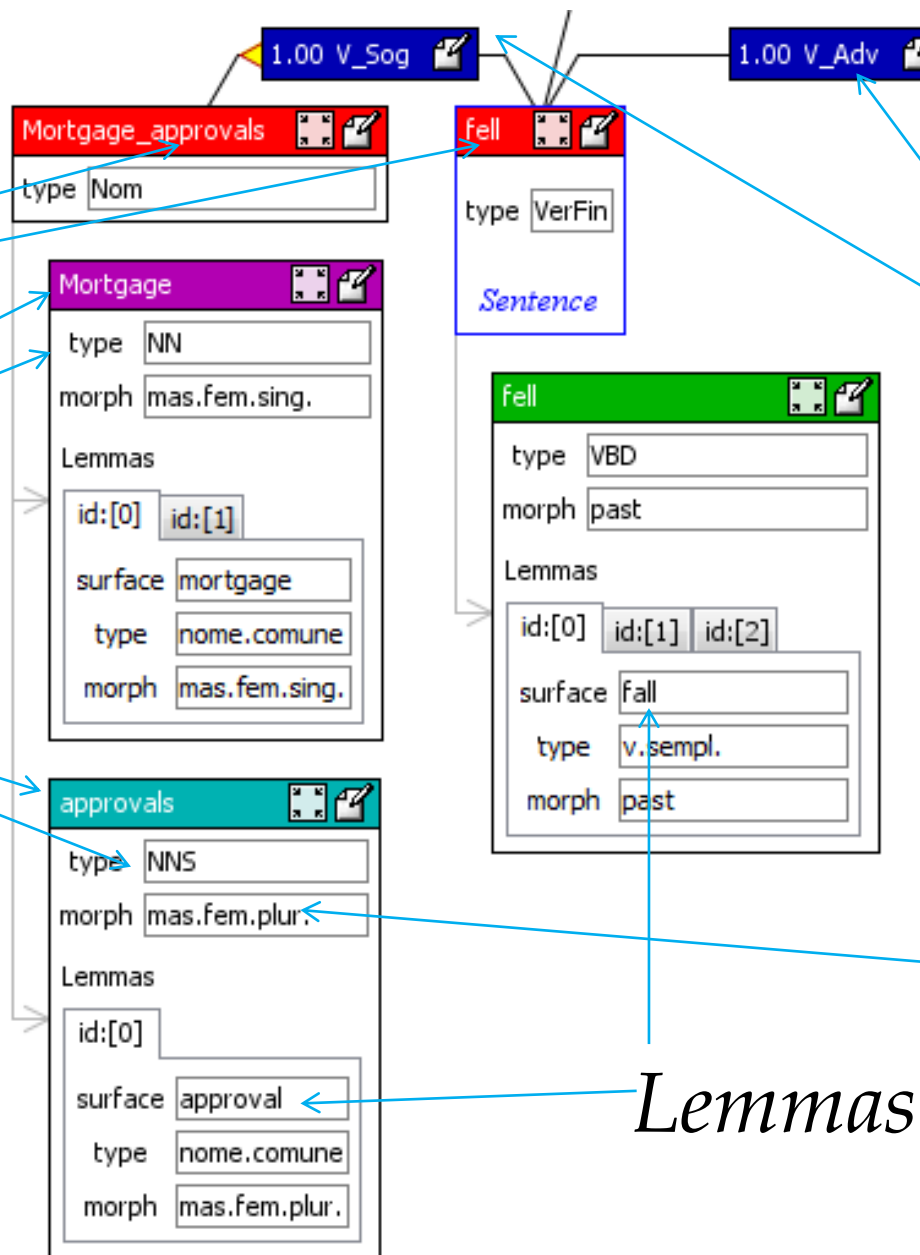 1.00 V_Sog
1.00 V_Adv
Mortgage_approvals
type Nom
fell
type VerFin
Sentence
Mortgage
type NN
morph mas.fem.sing.
Lemmas
id:[0] id:[1]
surface mortgage
type nome.comune
morph mas.fem.sing.
fell
type VBD
morph past
Lemmas
id:[0] id:[1] id:[2]
surface fall
type v.sempl.
morph past
approvals
type NNS
morph mas.fem.plur.
Lemmas
id:[0]
surface approval
type nome.comune
morph mas.fem.plur.
Lemmas